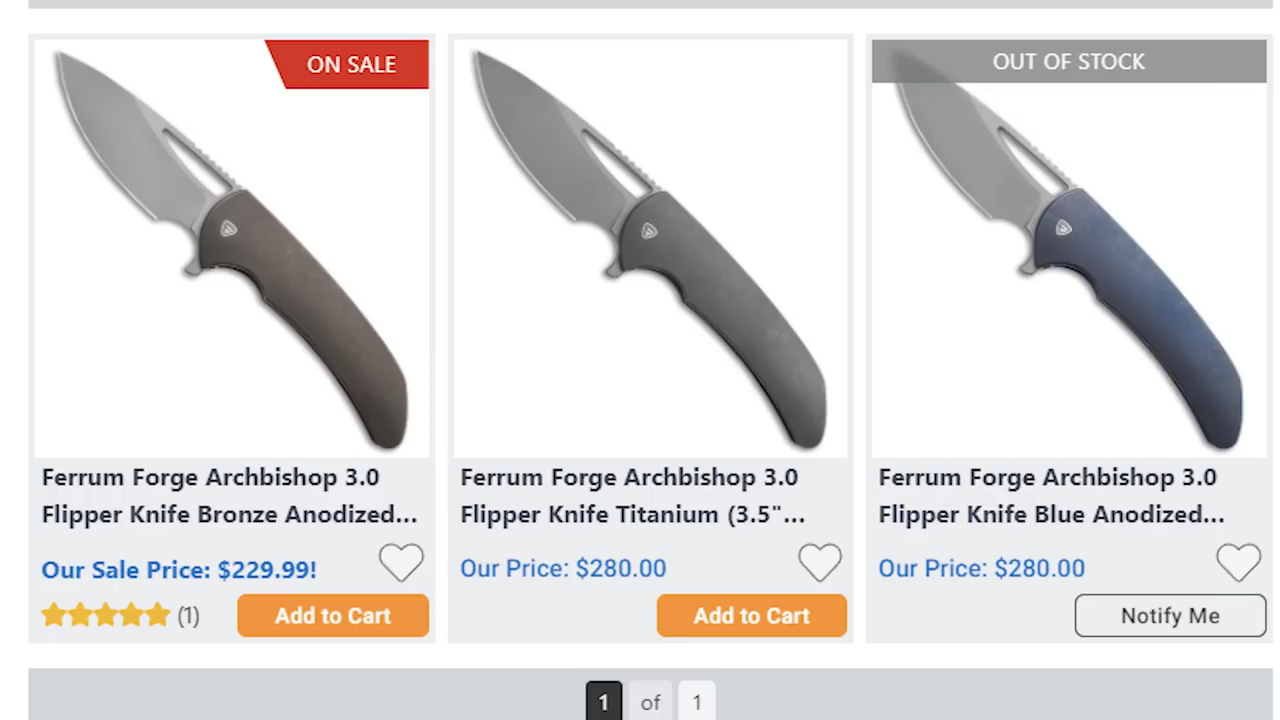 ON SALE
OUT OF STOCK
Ferrum Forge Archbishop 3.0
Flipper Knife Bronze Anodized...
Our Sale Price: $229.99!
(1)
Add to Cart
Ferrum Forge Archbishop 3.0
Flipper Knife Titanium (3.5"...
Our Price: $280.00
Add to Cart
Ferrum Forge Archbishop 3.0
Flipper Knife Blue Anodized...
Our Price: $280.00
Notify Me
1 of 1